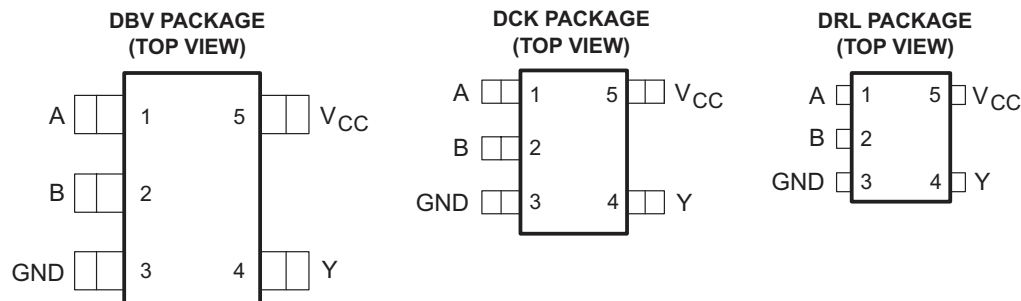 DBV PACKAGE
(TOP VIEW)
A 1 5 VCC
B 2
GND 3 4 Y
DCK PACKAGE
(TOP VIEW)
A 1 5 VCC
B 2
GND 3 4 Y
DRL PACKAGE
(TOP VIEW)
A 1 5 VCC
B 2
GND 3 4 Y